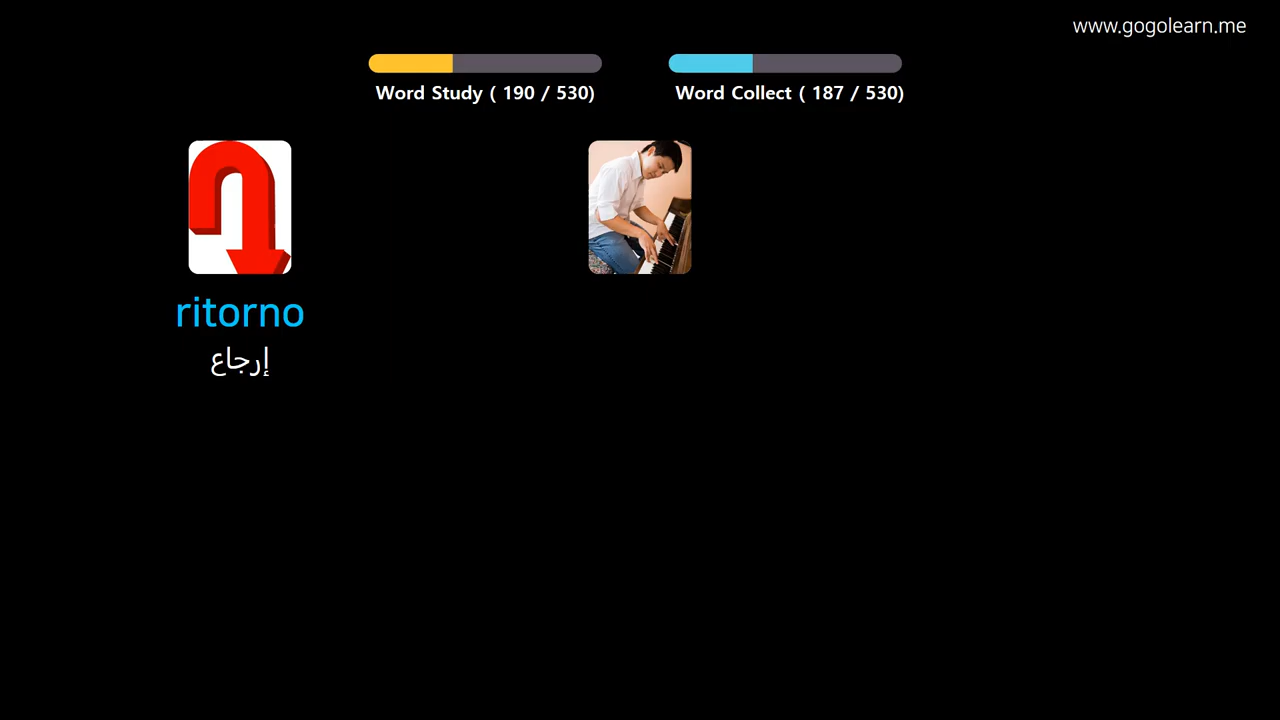 www.gogolearn.me
Word Study ( 190 / 530)
Word Collect ( 187 / 530)
ritorno
إرجاع